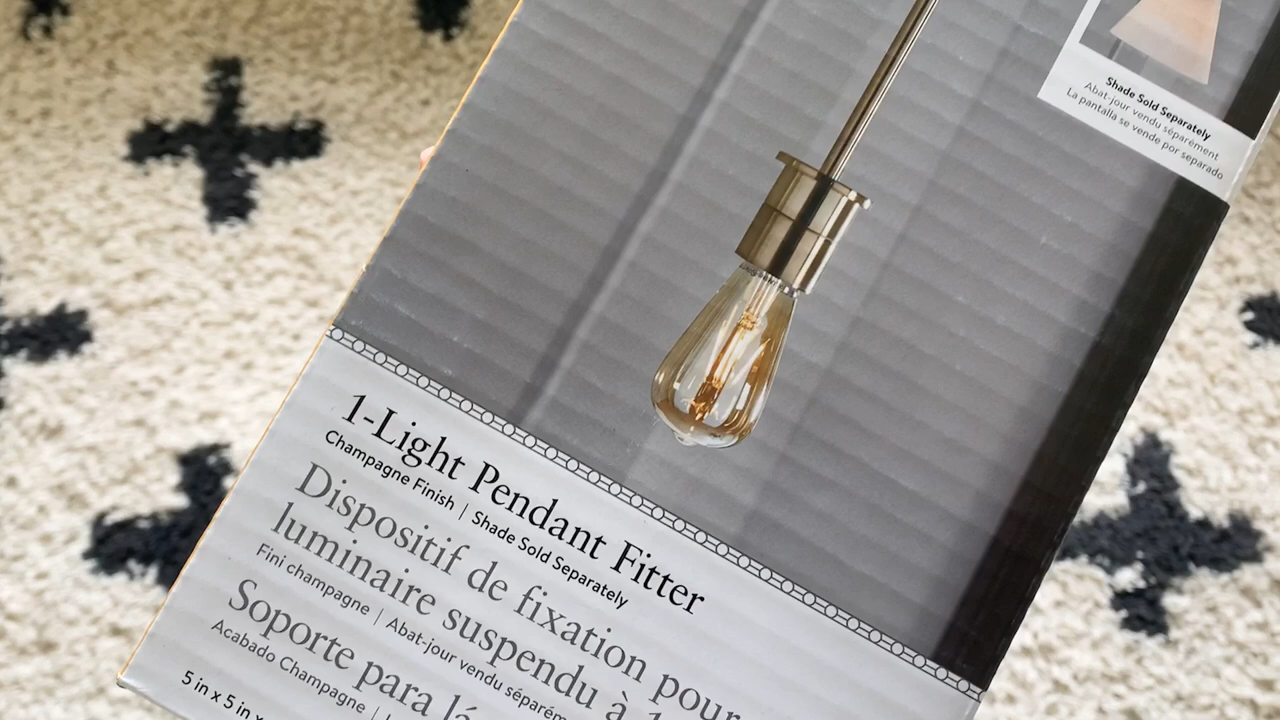 Shade Sold Separately
Abat-jour vendu séparément
La pantalla se vende por separado
1-Light Pendant Fitter
Champagne Finish | Shade Sold Separately
Dispositif de fixation pour
luminaire suspendu à
Fini champagne | Abat-jour vendu séparém
Soporte para lá
Acabado Champagne |
5 in x 5 in